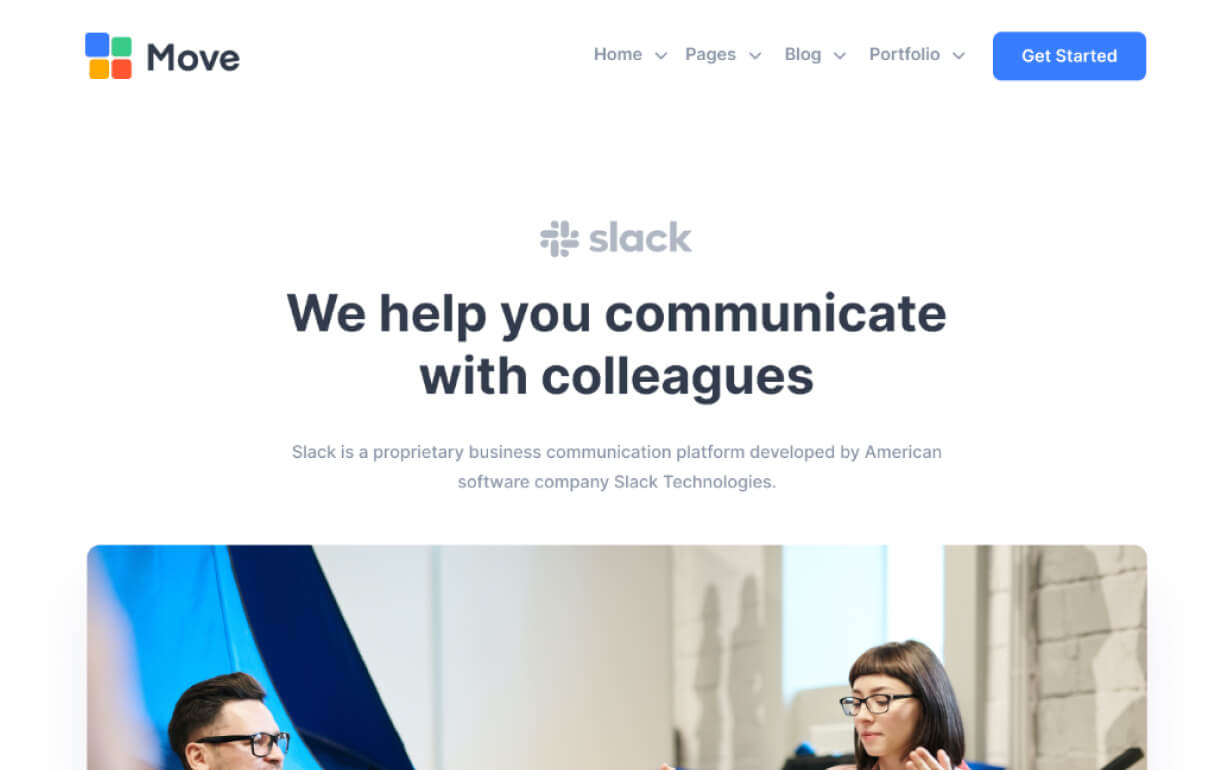 Move
Home Pages Blog Portfolio Get Started
slack
We help you communicate
with colleagues
Slack is a proprietary business communication platform developed by American
software company Slack Technologies.